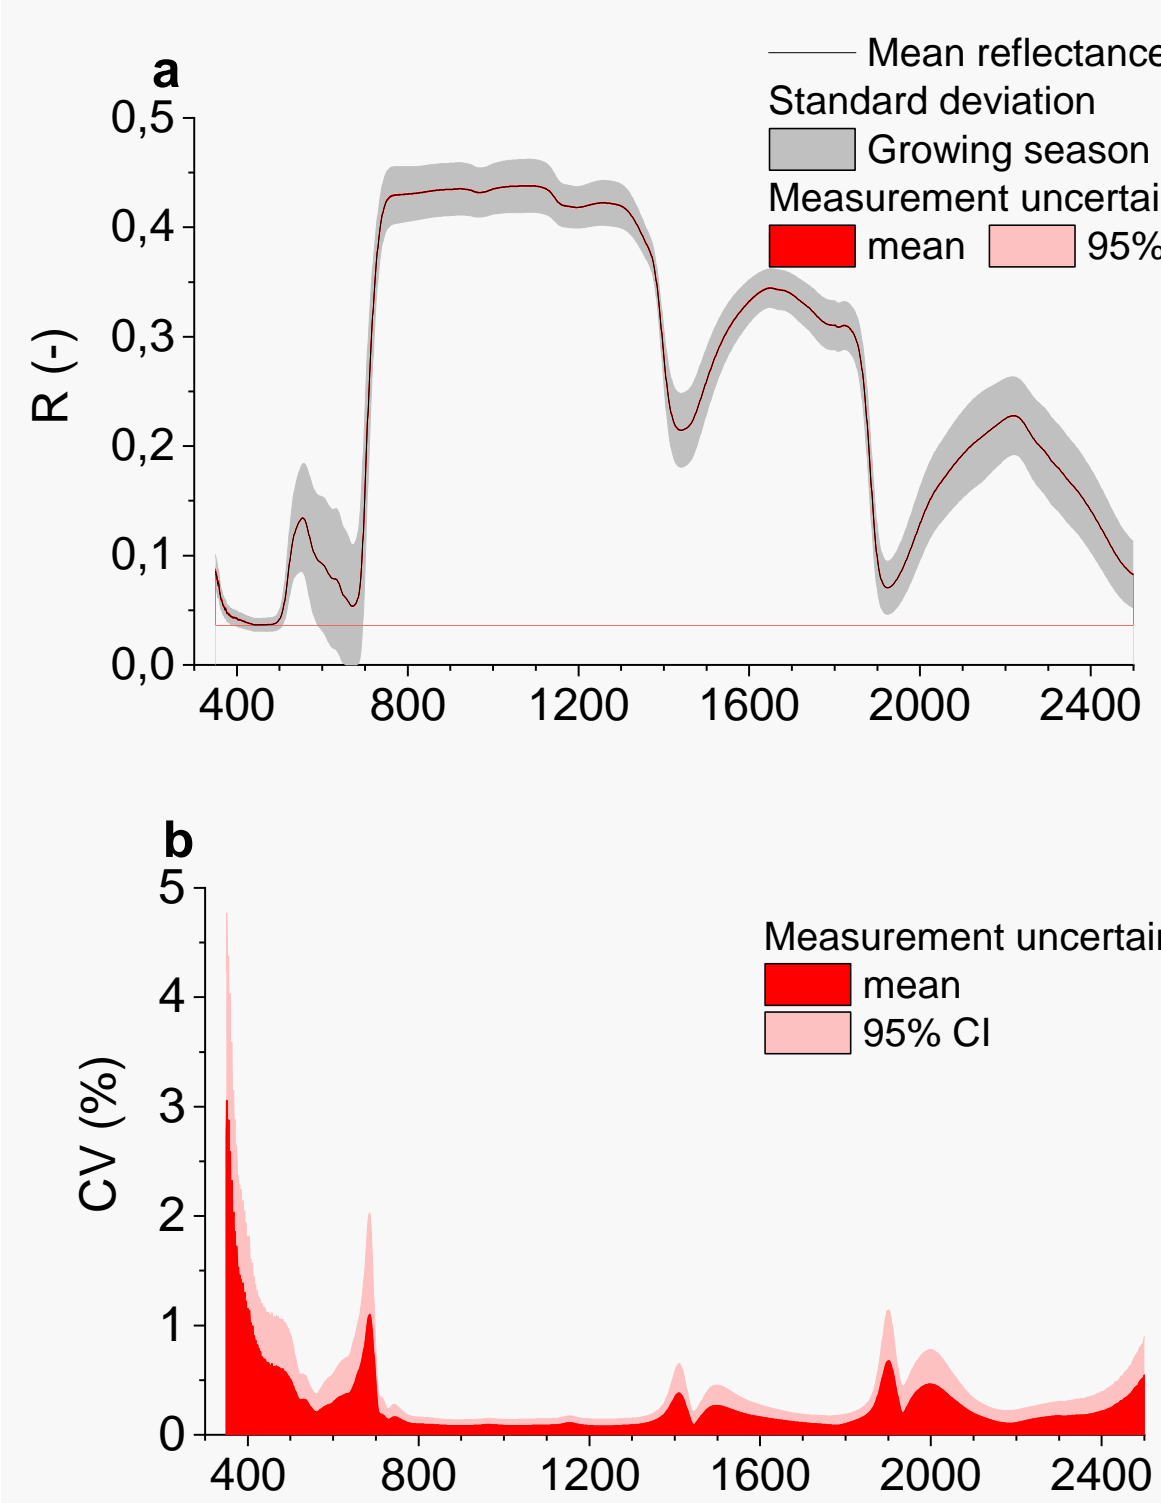 a
Mean reflectance
Standard deviation
Growing season
Measurement uncertai
mean 95%
0,5
0,4
0,3
0,2
0,1
0,0
R (-)
400 800 1200 1600 2000 2400
b
Measurement uncertain
mean
95% CI
5
4
3
2
1
0
CV (%)
400 800 1200 1600 2000 2400